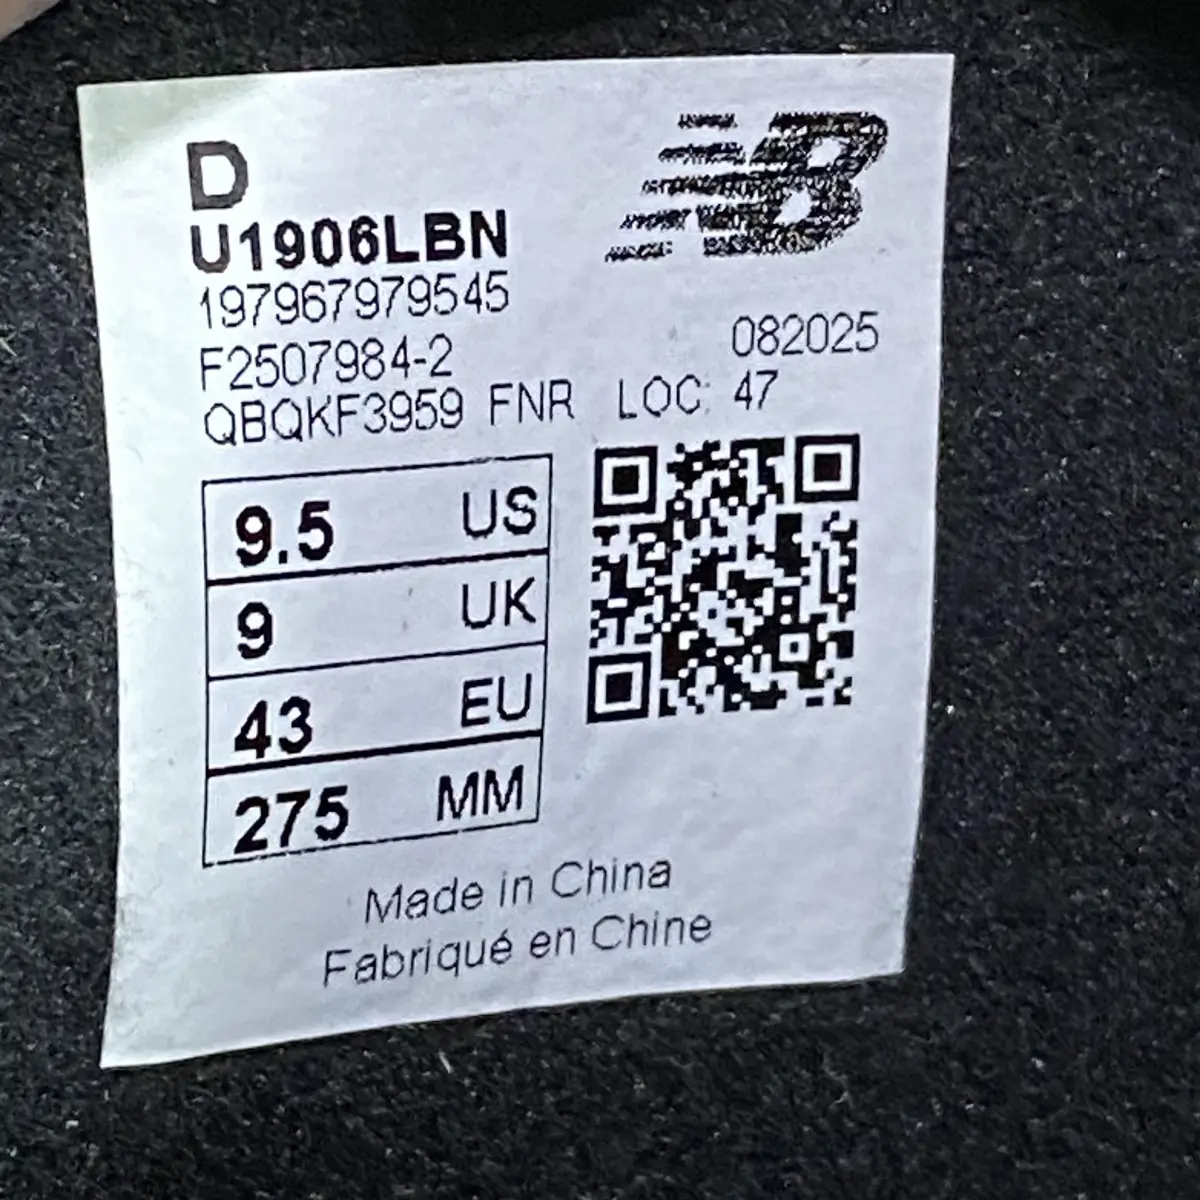 D
U1906LBN
197967979545
F2507984-2 082025
QBQKF3959 FNR LOC: 47
9.5 US
9 UK
43 EU
275 MM
Made in China
Fabriqué en Chine